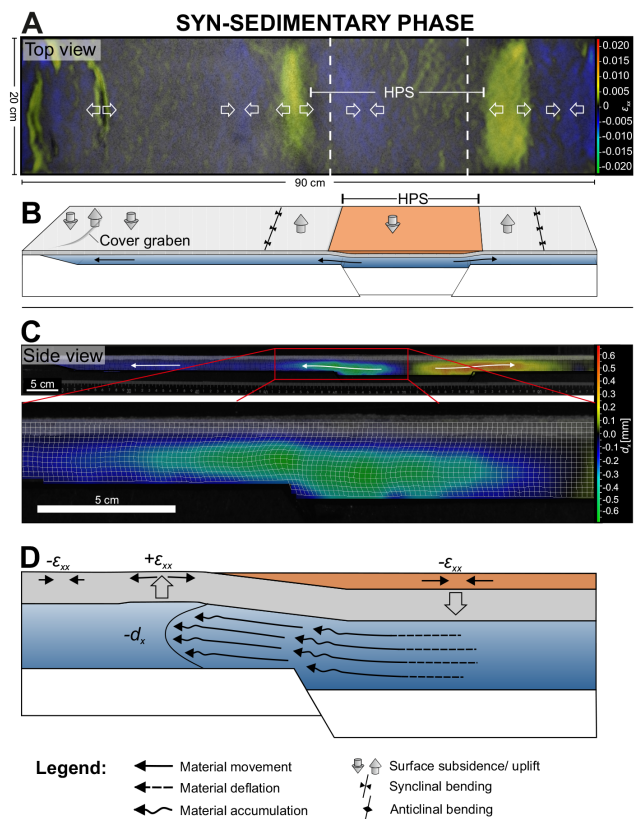 SYN-SEDIMENTARY PHASE
A
Top view
HPS
20 cm
90 cm
0.020
0.015
0.010
0.005
0
-0.005
-0.010
-0.015
-0.020
εxx
B
HPS
Cover graben
C
Side view
5 cm
0.6
0.5
0.4
0.3
0.2
0.1
0.0
-0.1
-0.2
-0.3
-0.4
-0.5
-0.6
dx [mm]
5 cm
D
-εxx
+εxx
-εxx
-dx
Legend:
Material movement
Material deflation
Material accumulation
Surface subsidence/ uplift
Synclinal bending
Anticlinal bending